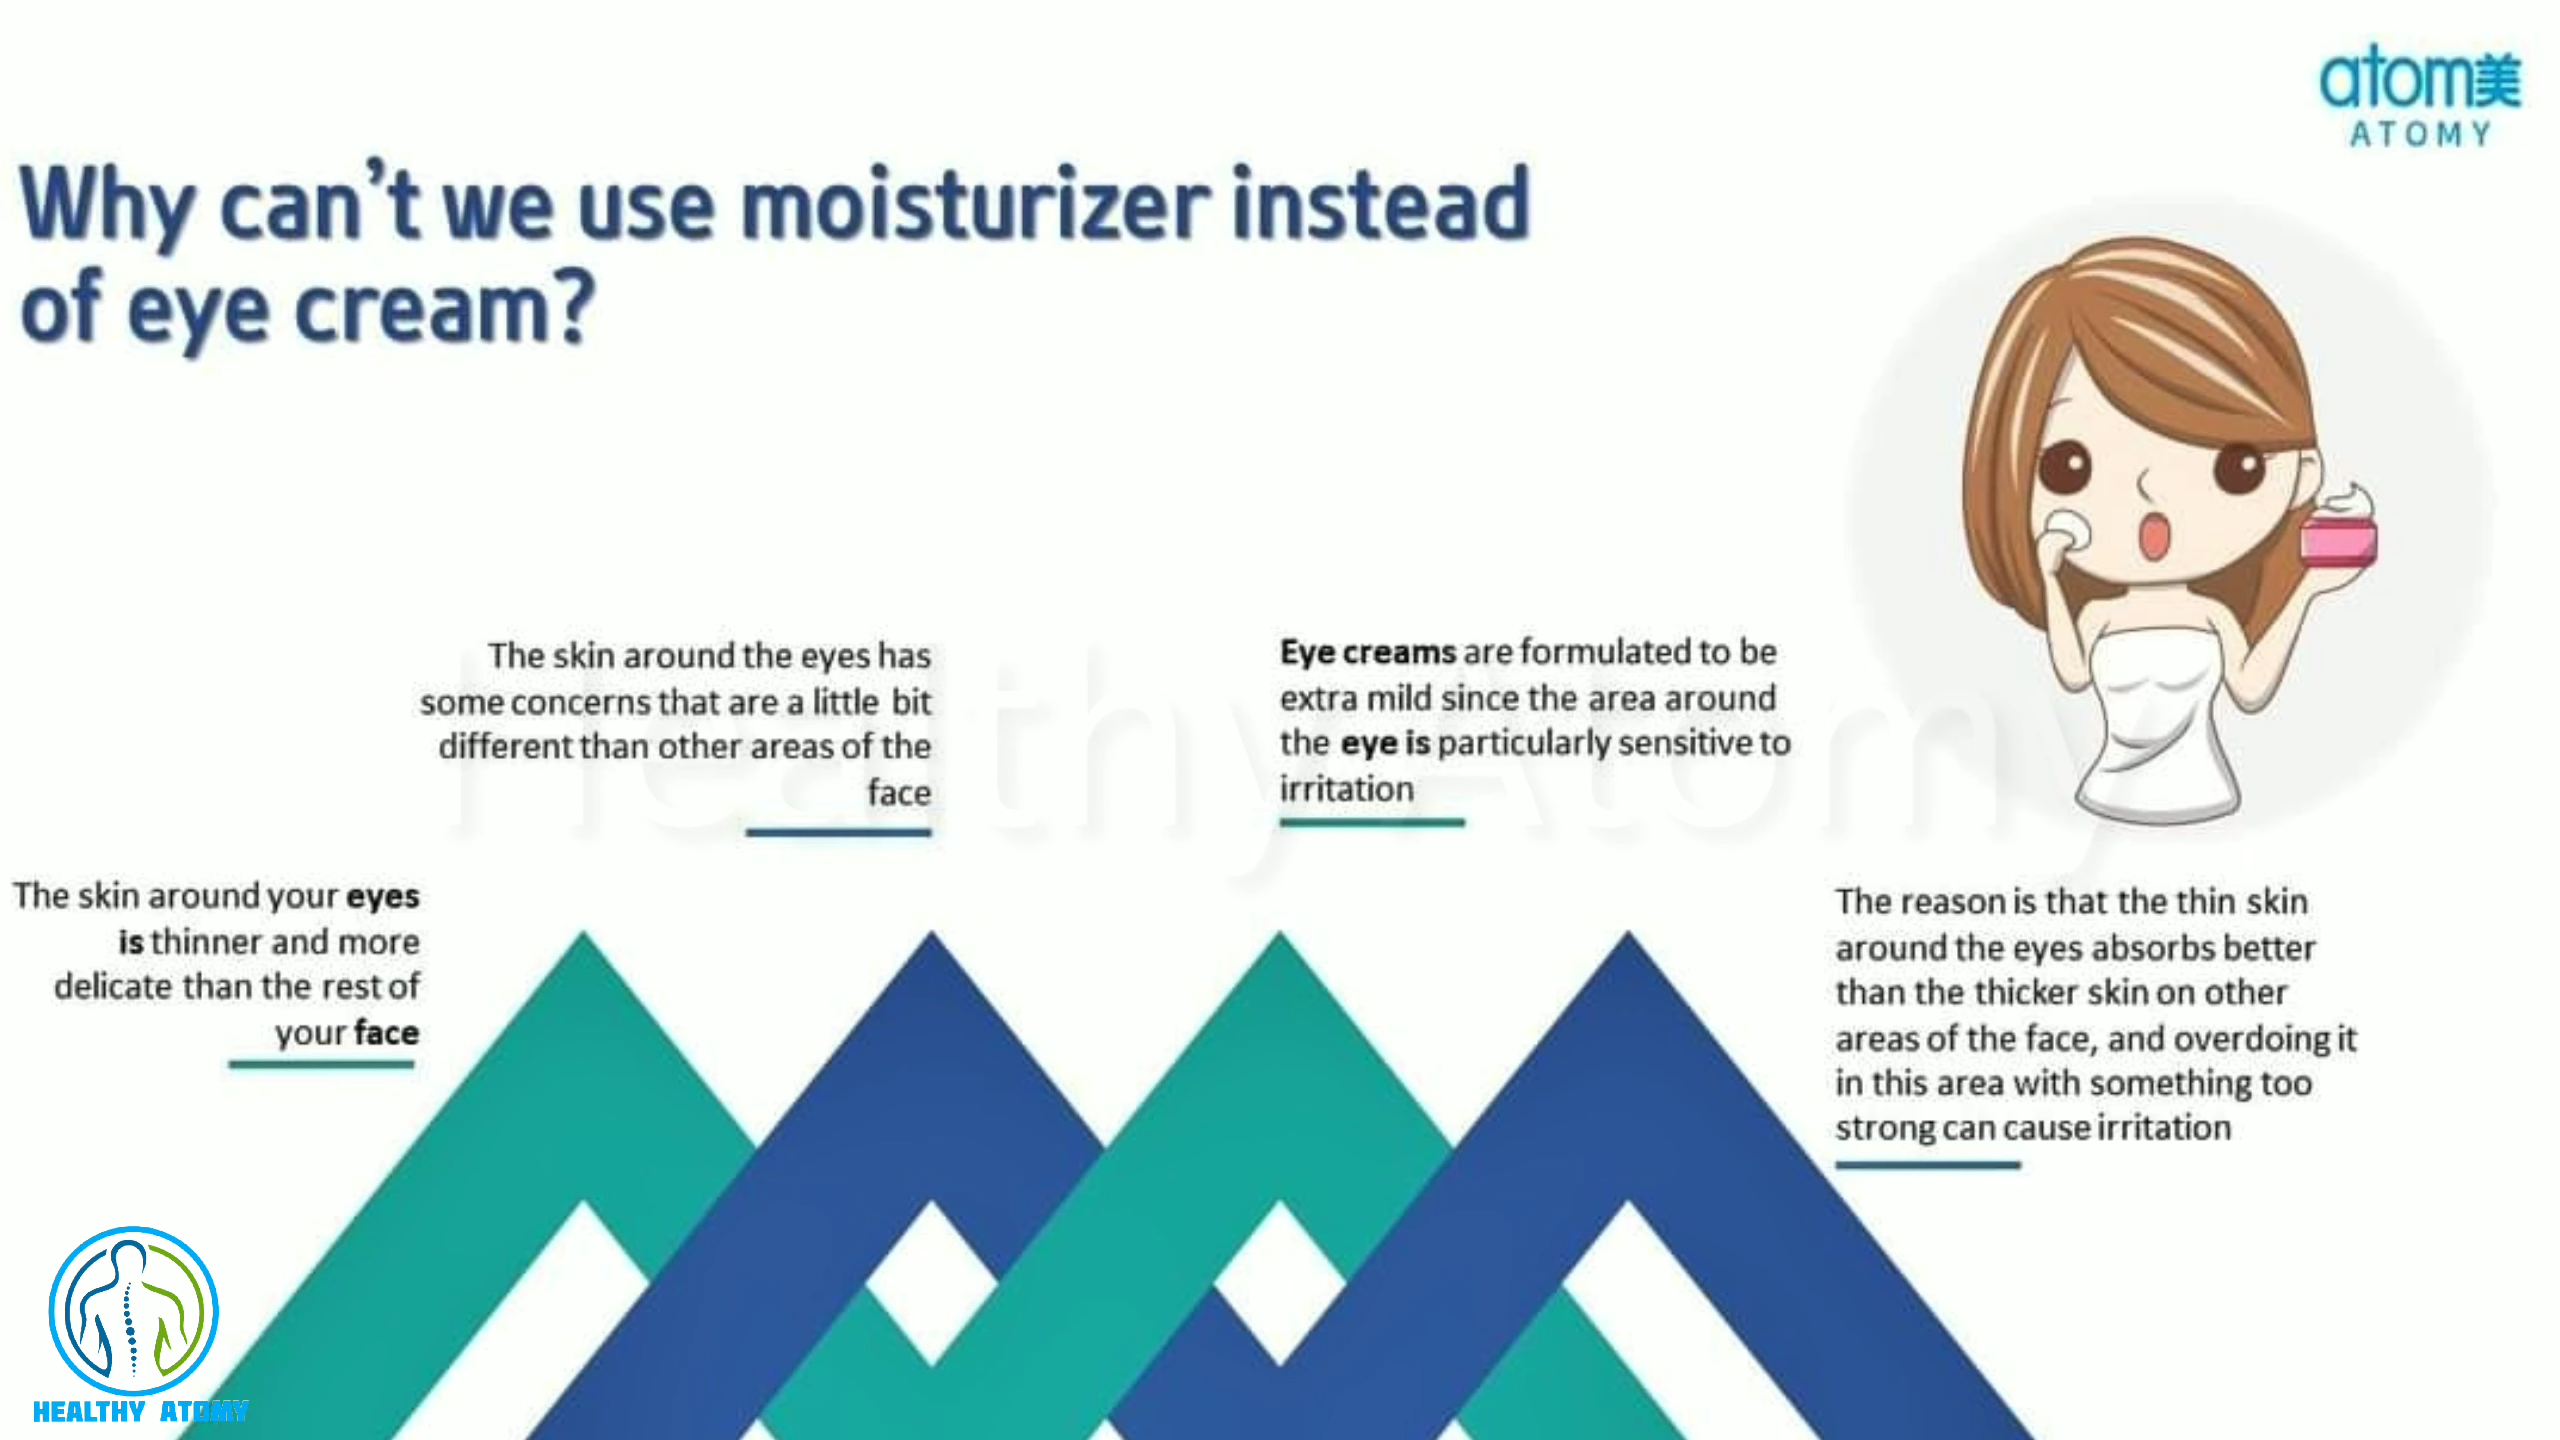 atom美
ATOMY
Why can't we use moisturizer instead
of eye cream?
The skin around the eyes has
some concerns that are a little bit
different than other areas of the
face
Eye creams are formulated to be
extra mild since the area around
the eye is particularly sensitive to
irritation
The skin around your eyes
is thinner and more
delicate than the rest of
your face
The reason is that the thin skin
around the eyes absorbs better
than the thicker skin on other
areas of the face, and overdoing it
in this area with something too
strong can cause irritation
Healthy Atomy
HEALTHY ATOMY